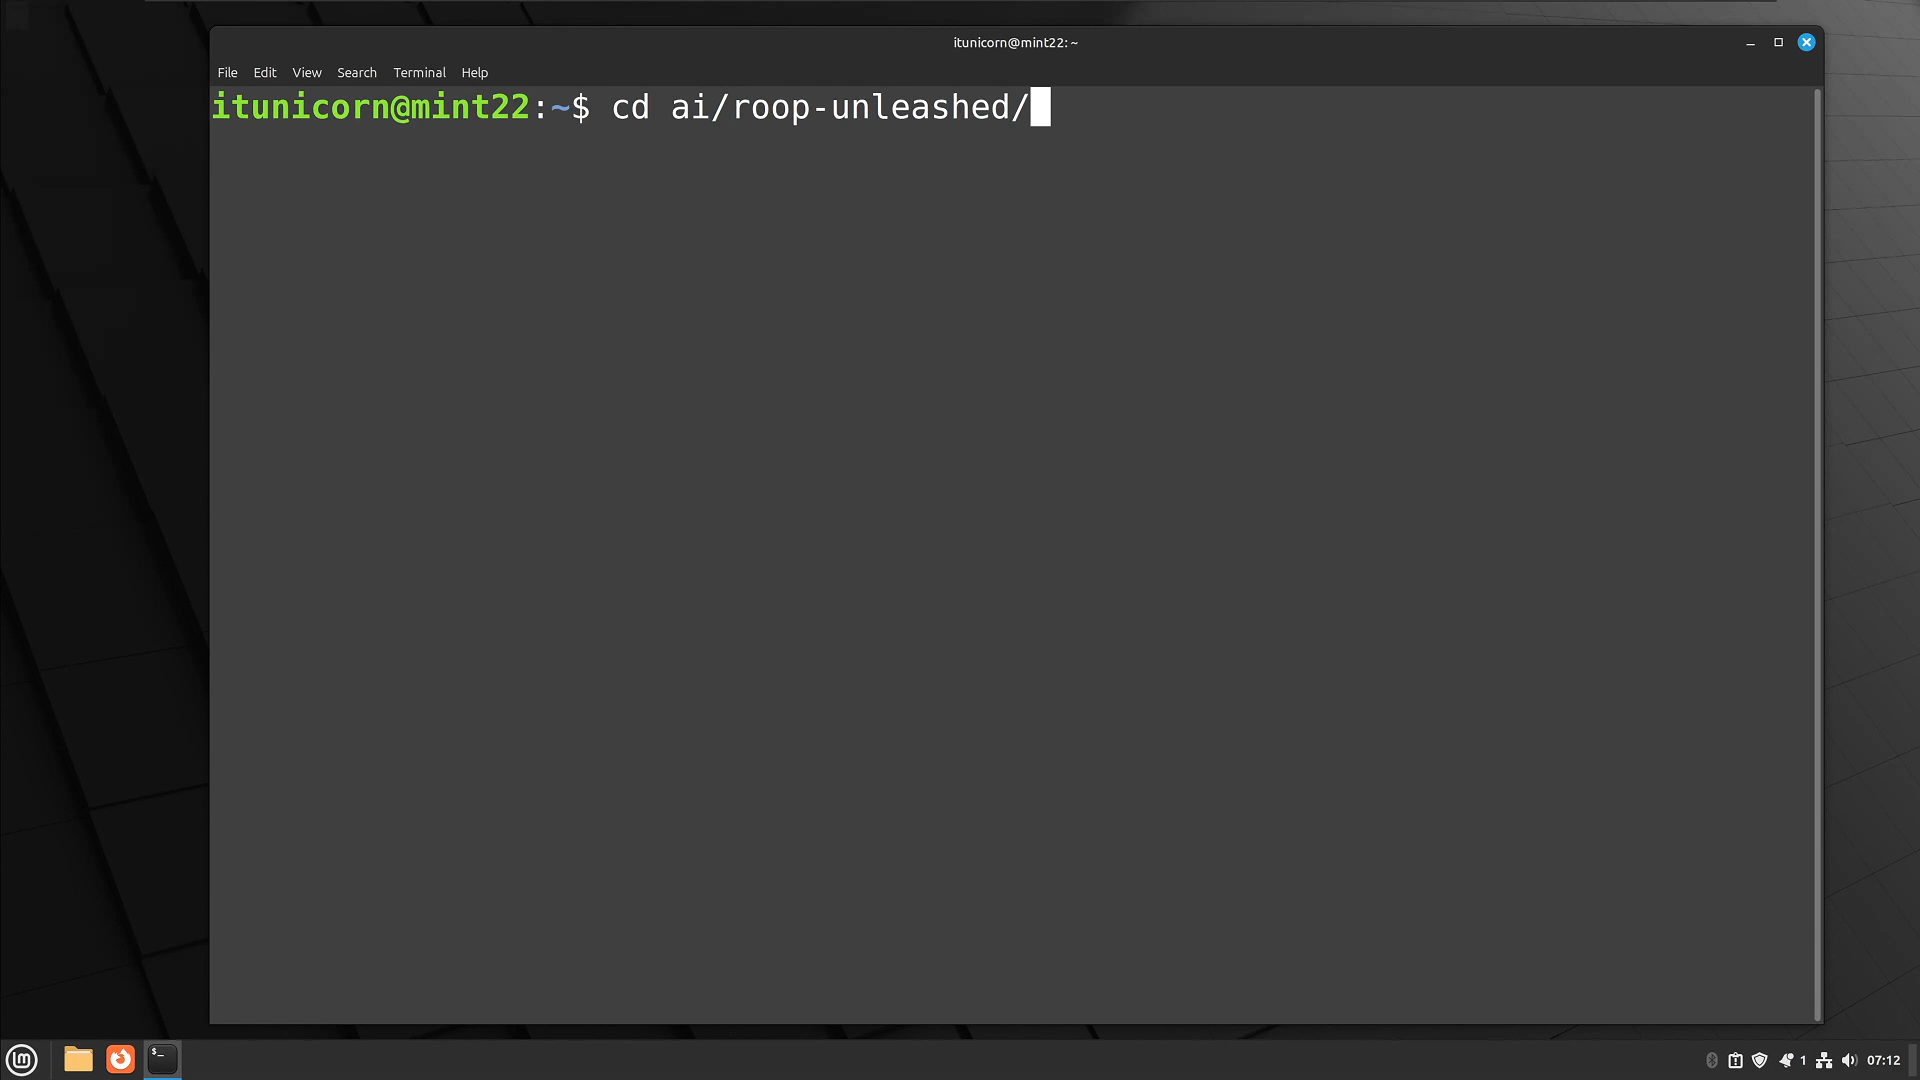 itunicorn@mint22: ~
File Edit View Search Terminal Help
itunicorn@mint22:~$ cd ai/roop-unleashed/
$_
1 07:12